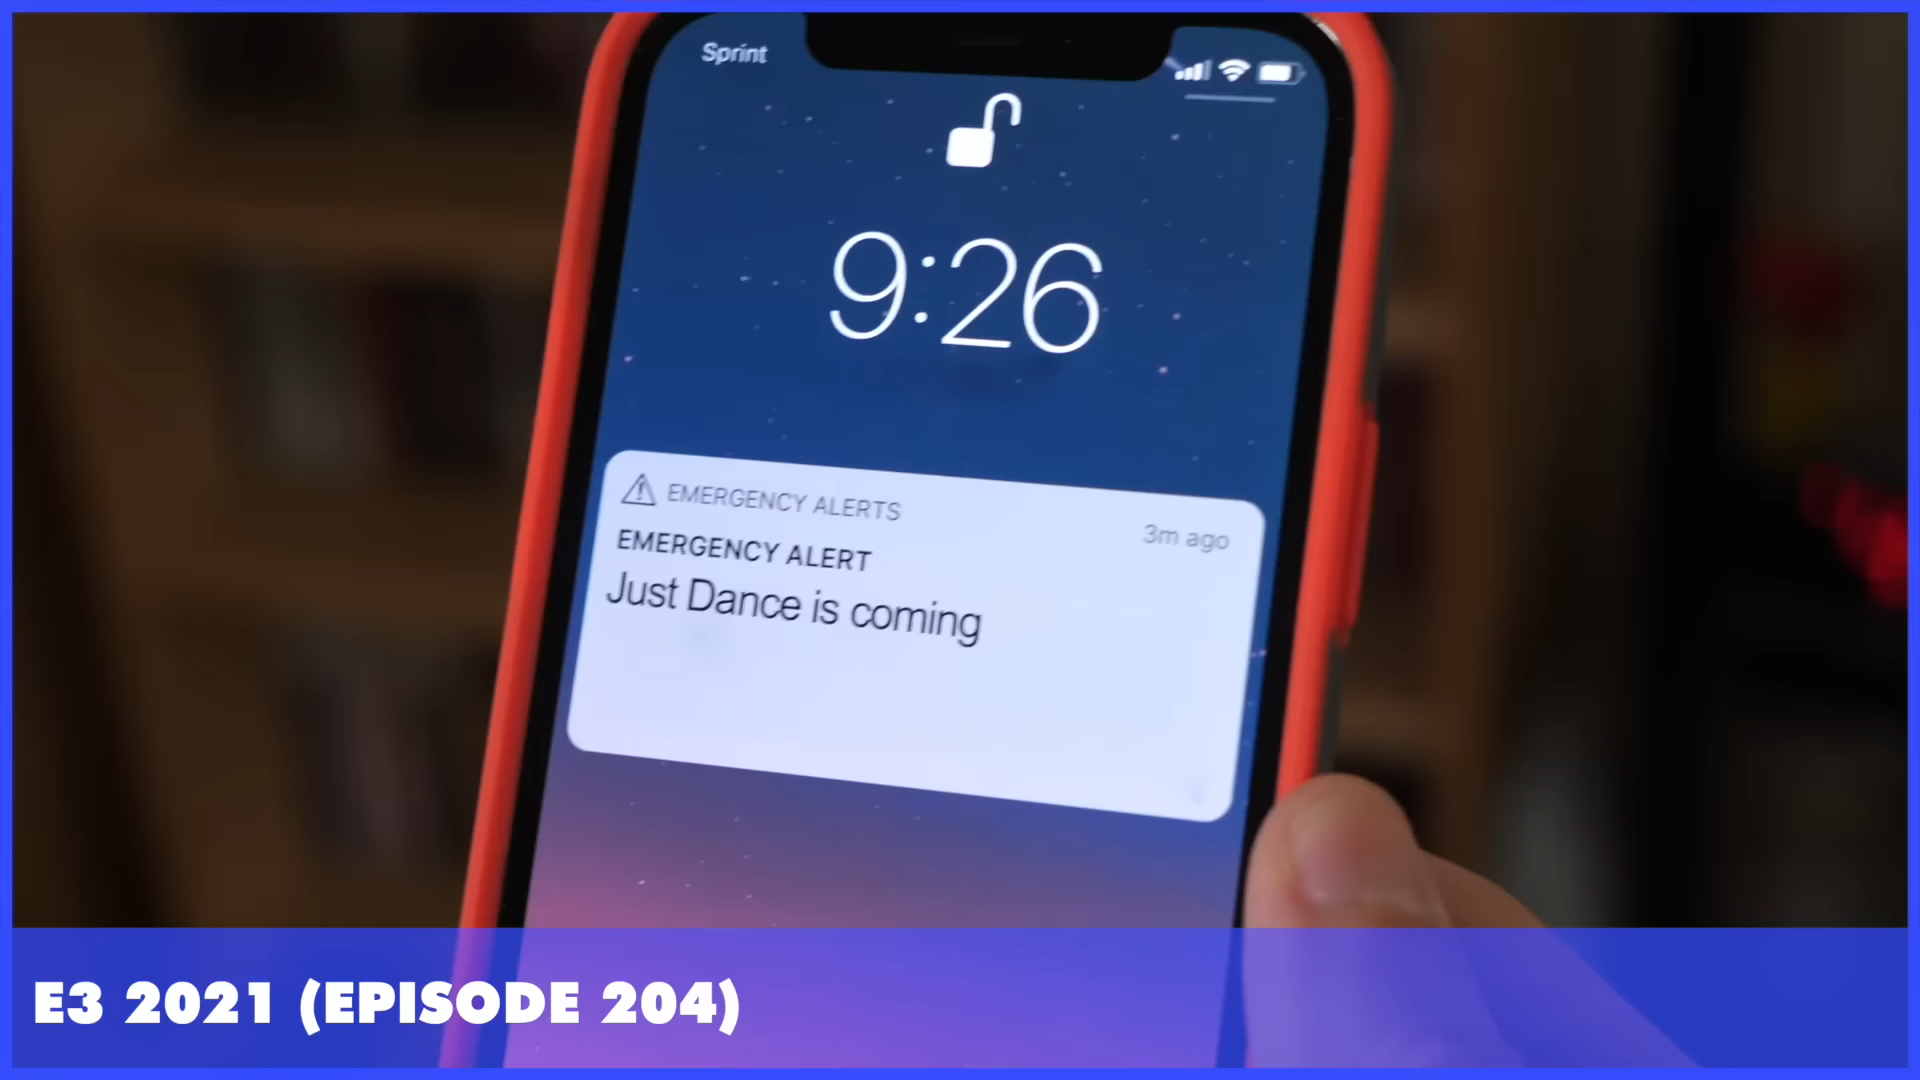 Sprint
9:26
EMERGENCY ALERTS
3m ago
EMERGENCY ALERT
Just Dance is coming
E3 2021 (EPISODE 204)